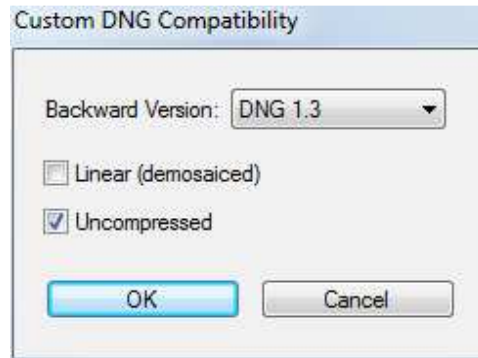 Custom DNG Compatibility
Backward Version: DNG 1.3
Linear (demosaiced)
Uncompressed
OK Cancel